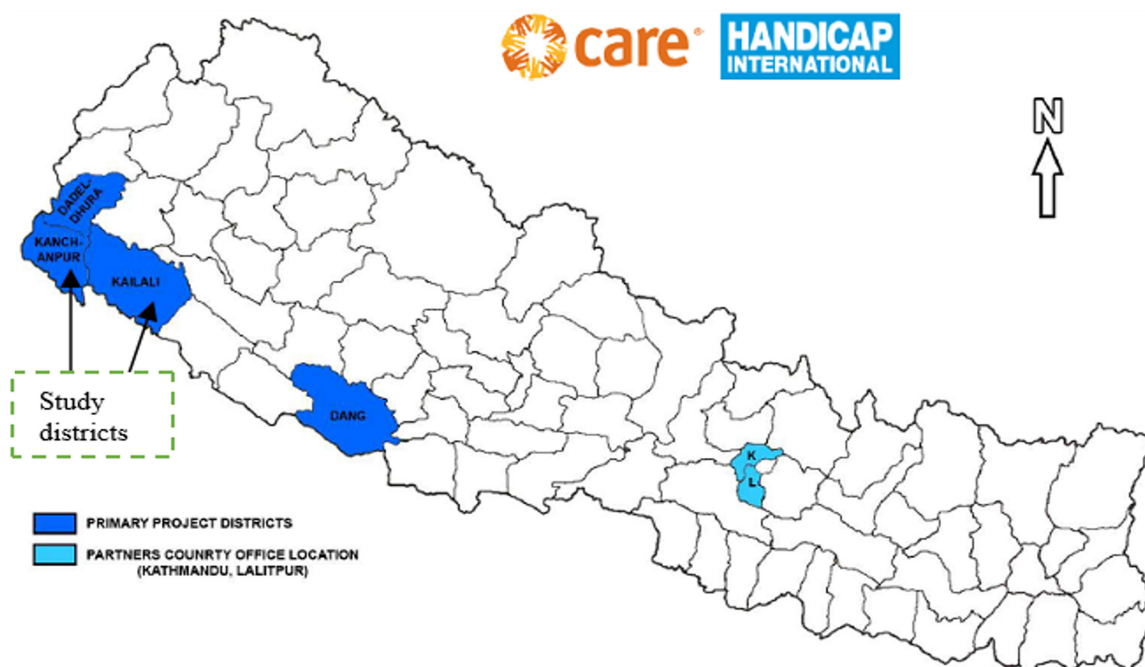 care®
HANDICAP
INTERNATIONAL
N
DADEL-
DHURA
KANCH-
ANPUR
KAILALI
Study
districts
DANG
K
L
PRIMARY PROJECT DISTRICTS
PARTNERS COUNRTY OFFICE LOCATION
(KATHMANDU, LALITPUR)